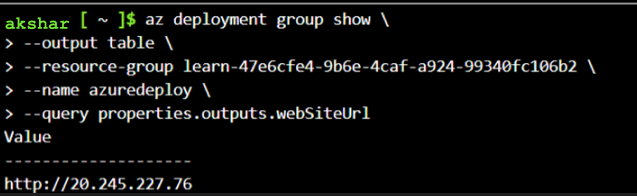 akshar [ ~ ]$ az deployment group show \
> --output table \
> --resource-group learn-47e6cfe4-9b6e-4caf-a924-99340fc106b2 \
> --name azuredeploy \
> --query properties.outputs.webSiteUrl
Value
--------------------
http://20.245.227.76